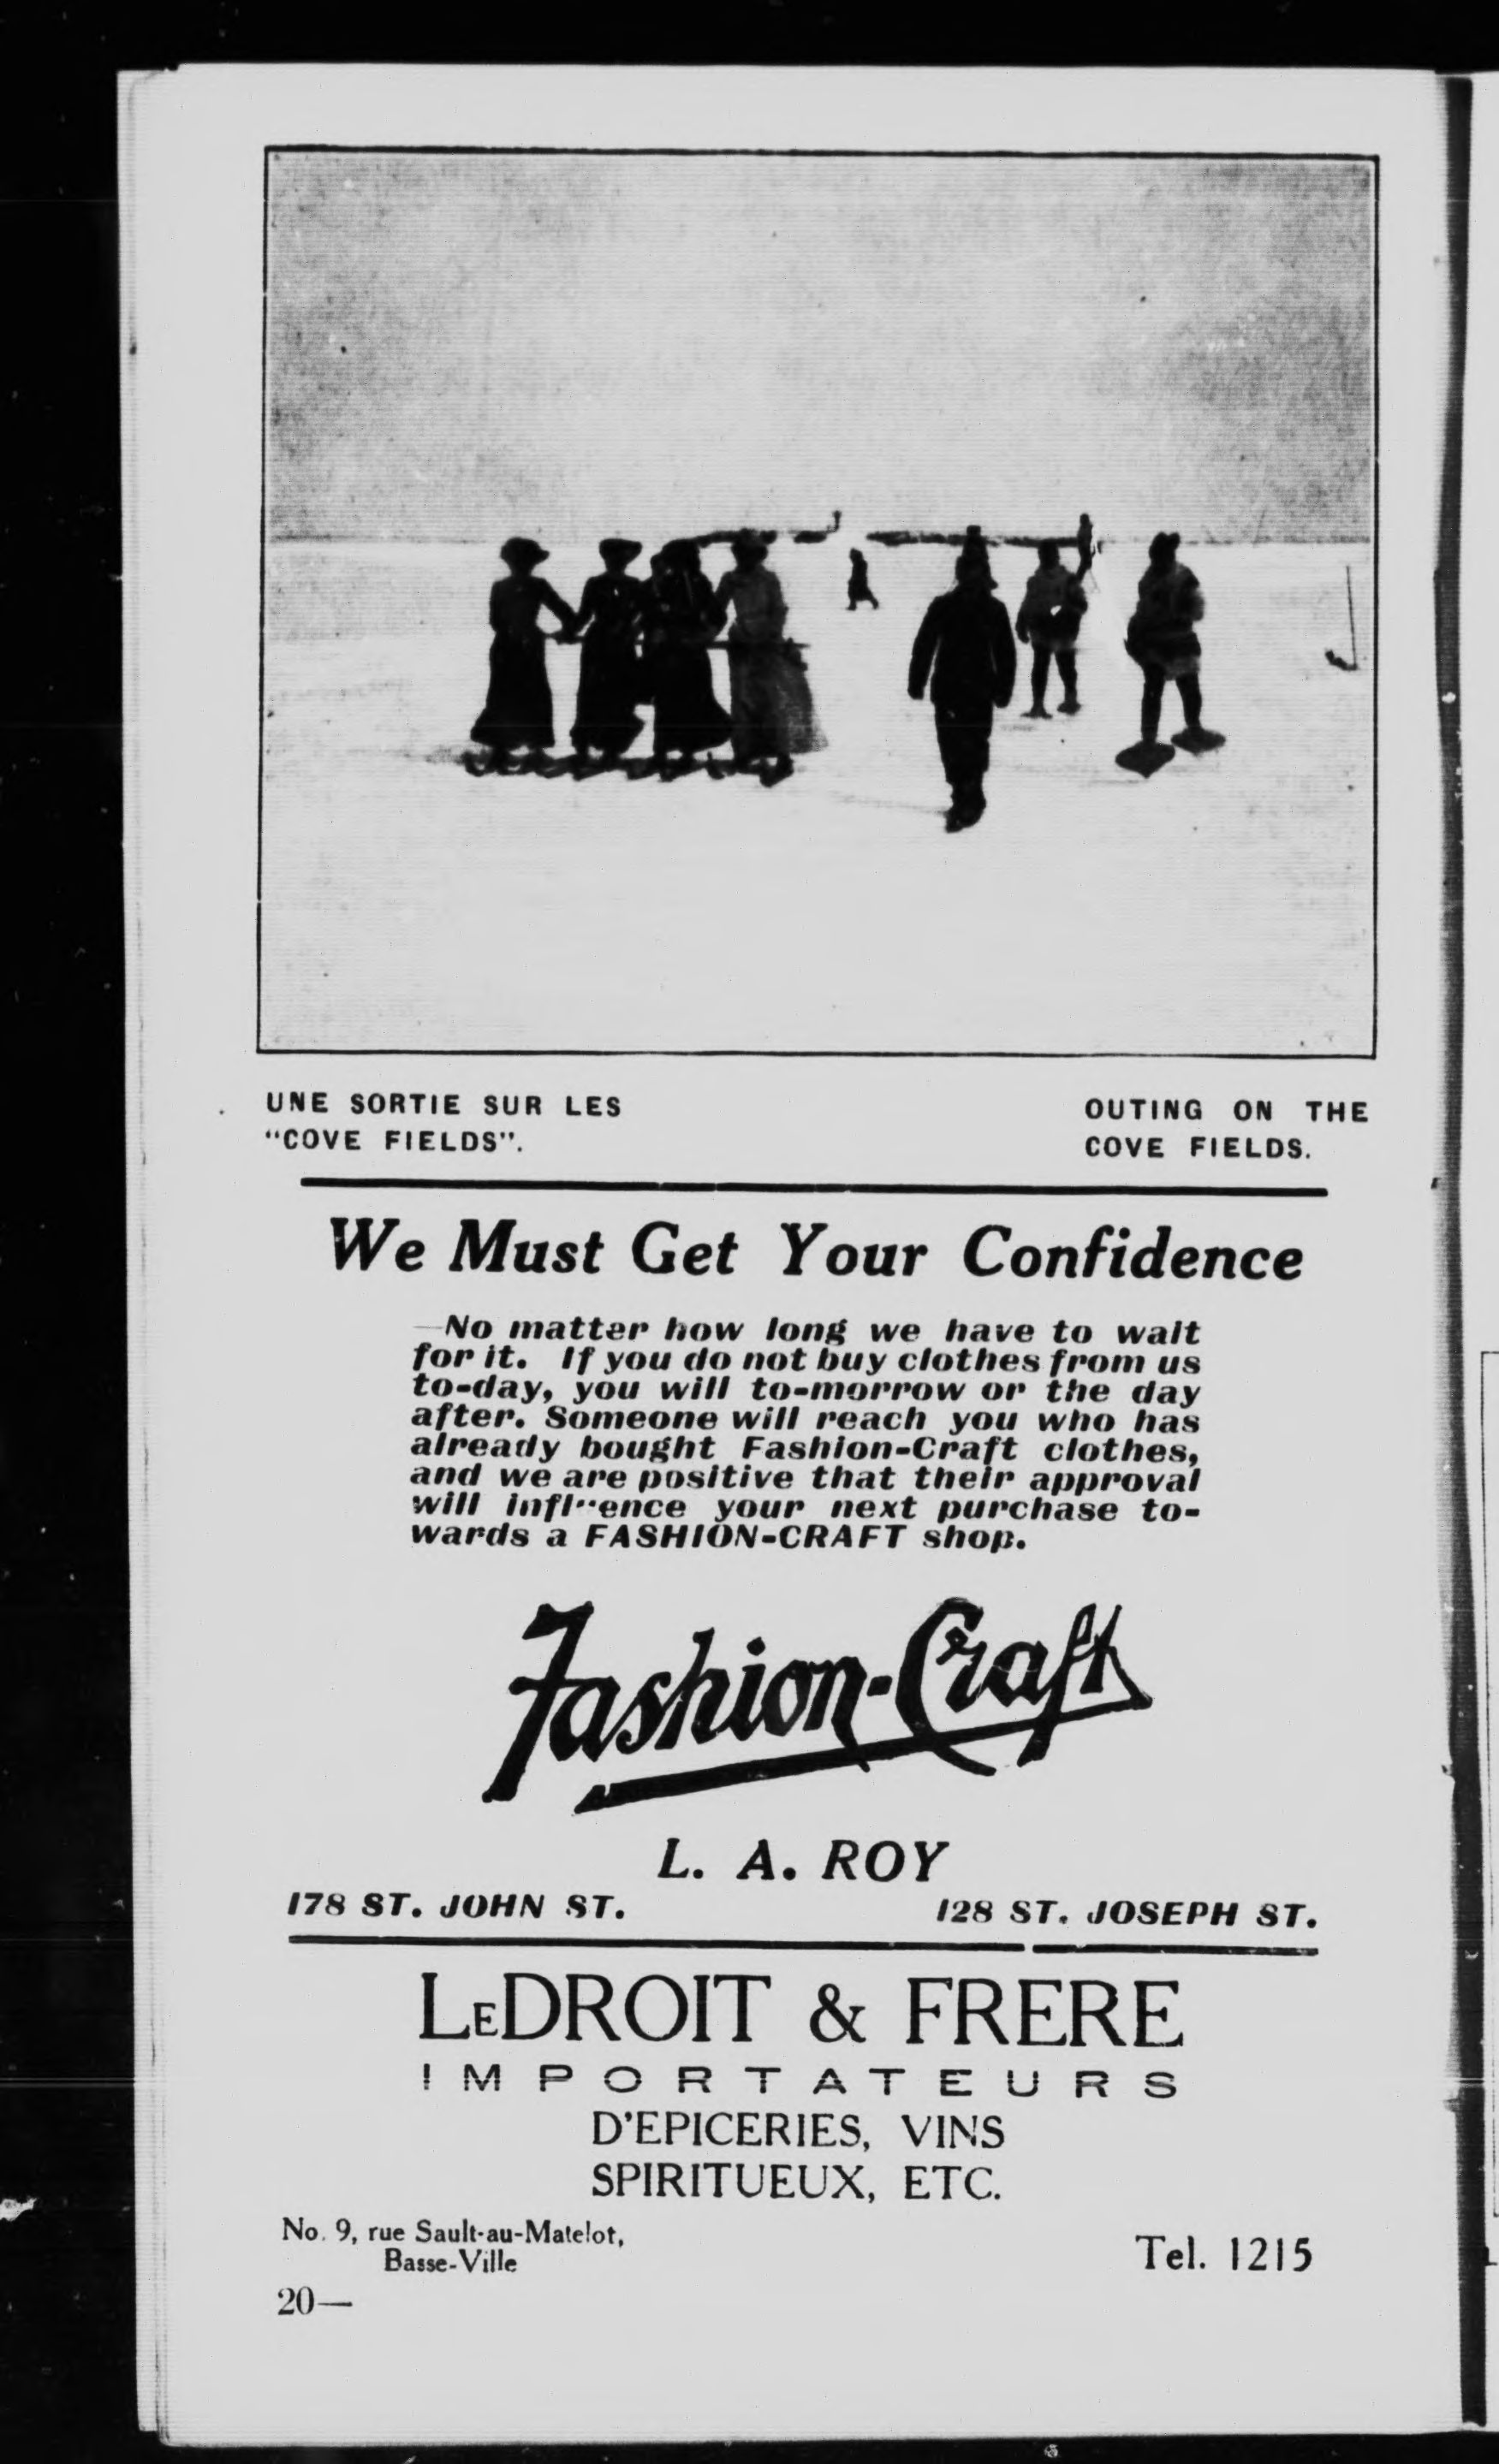 UNE SORTIE SUR LES
"COVE FIELDS".
OUTING ON THE
COVE FIELDS.
We Must Get Your Confidence
—No matter how long we have to wait
for it. If you do not buy clothes from us
to-day, you will to-morrow or the day
after. Someone will reach you who has
already bought Fashion-Craft clothes,
and we are positive that their approval
will influence your next purchase to-
wards a FASHION-CRAFT shop.
Fashion-Craft
L. A. ROY
178 ST. JOHN ST.
128 ST. JOSEPH ST.
LEDROIT & FRERE
IMPORTATEURS
D'EPICERIES, VINS
SPIRITUEUX, ETC.
No. 9, rue Sault-au-Matelot,
Basse-Ville
Tel. 1215
20—